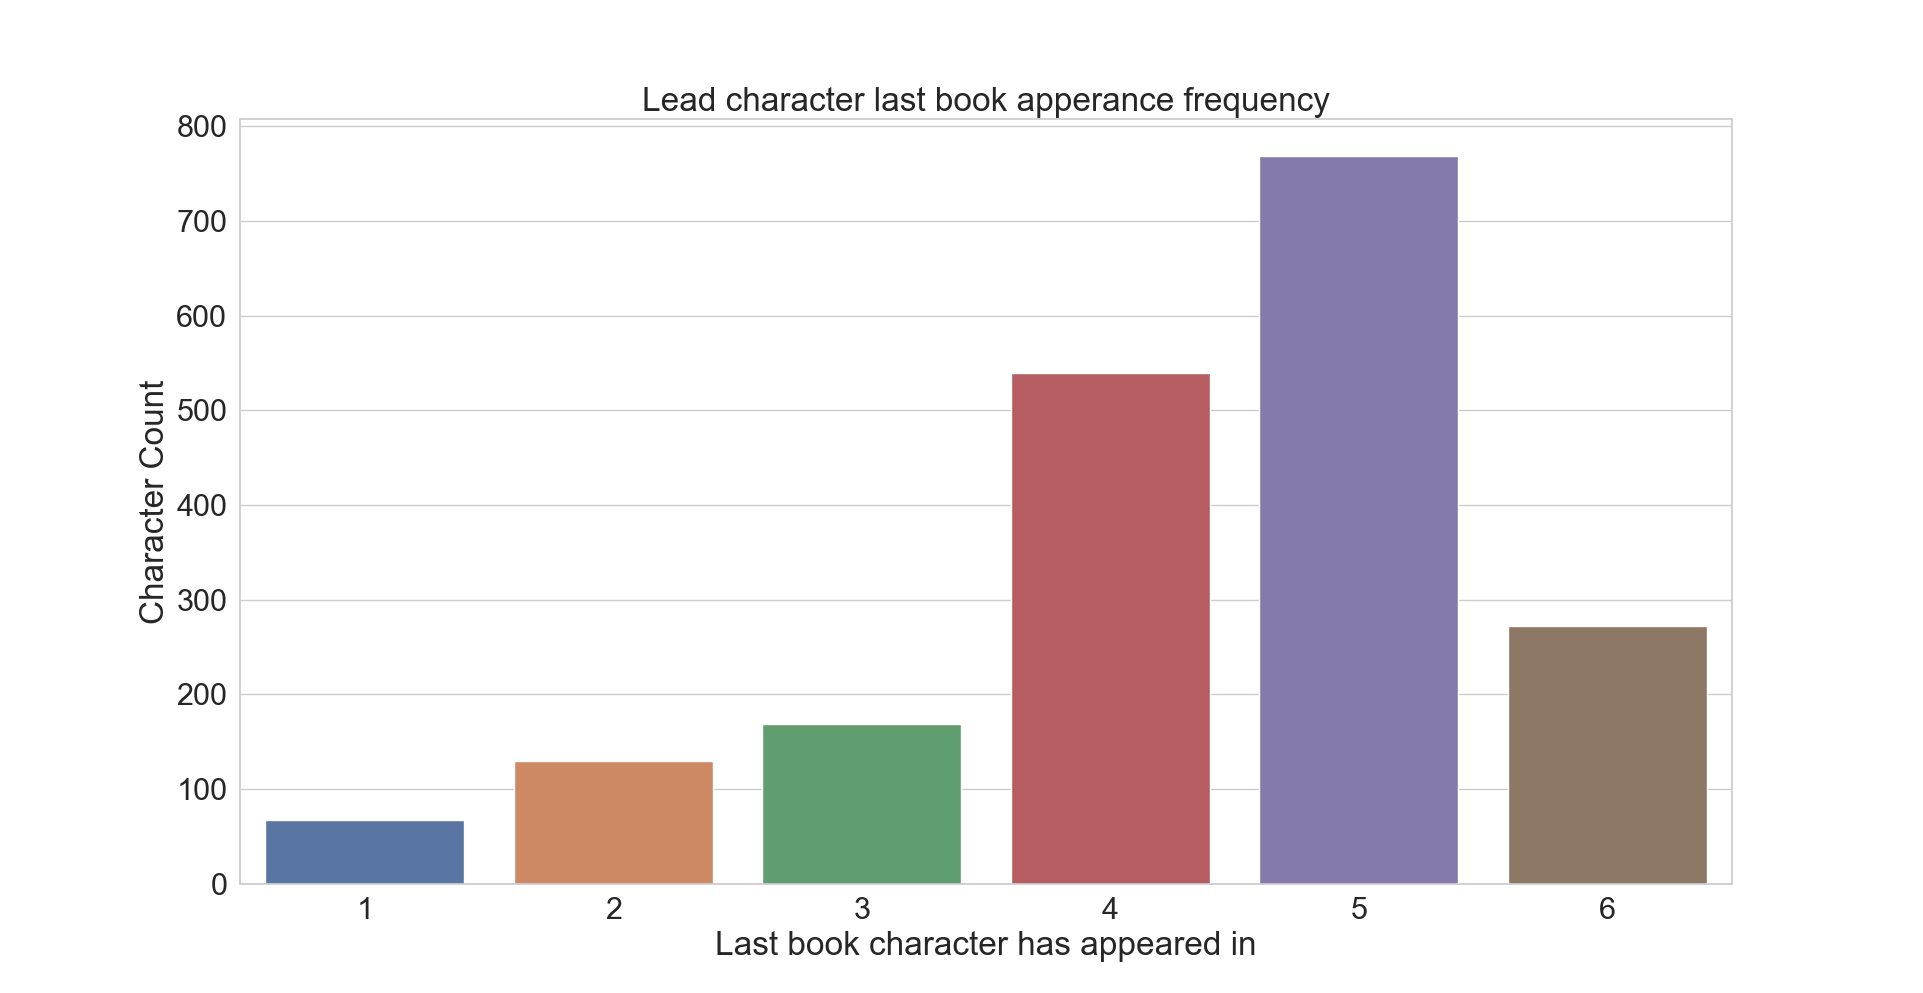 Lead character last book apperance frequency
800
700
600
500
400
300
200
100
0
Character Count
1 2 3 4 5 6
Last book character has appeared in